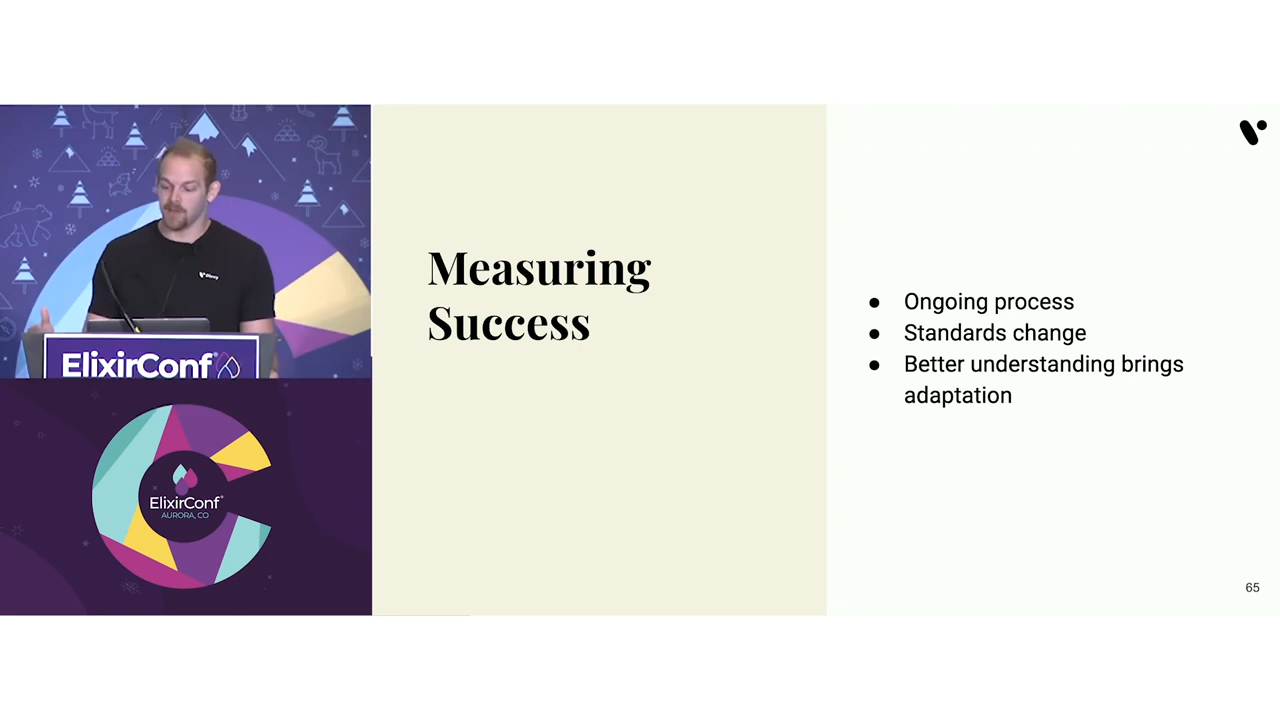 ElixirConf
ElixirConf
AURORA, CO
Measuring
Success
● Ongoing process
● Standards change
● Better understanding brings
adaptation
65